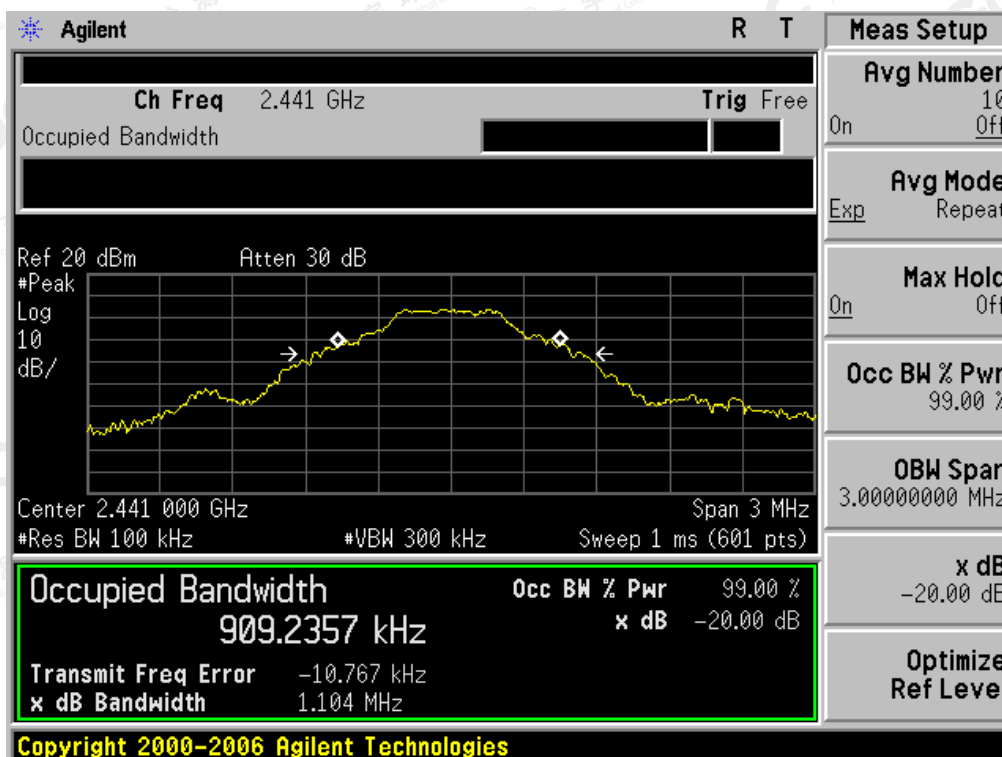 Agilent R T Meas Setup
Ch Freq 2.441 GHz Trig Free
Occupied Bandwidth
Avg Number
10
On Off
Avg Mode
Exp Repeat
Max Hold
On Off
Occ BW % Pwr
99.00 %
OBW Span
3.00000000 MHz
x dB
-20.00 dB
Optimize
Ref Level
Ref 20 dBm Atten 30 dB
#Peak
Log
10
dB/
Center 2.441 000 GHz Span 3 MHz
#Res BW 100 kHz #VBW 300 kHz Sweep 1 ms (601 pts)
Occupied Bandwidth Occ BW % Pwr 99.00 %
909.2357 kHz x dB -20.00 dB
Transmit Freq Error -10.767 kHz
x dB Bandwidth 1.104 MHz
Copyright 2000-2006 Agilent Technologies